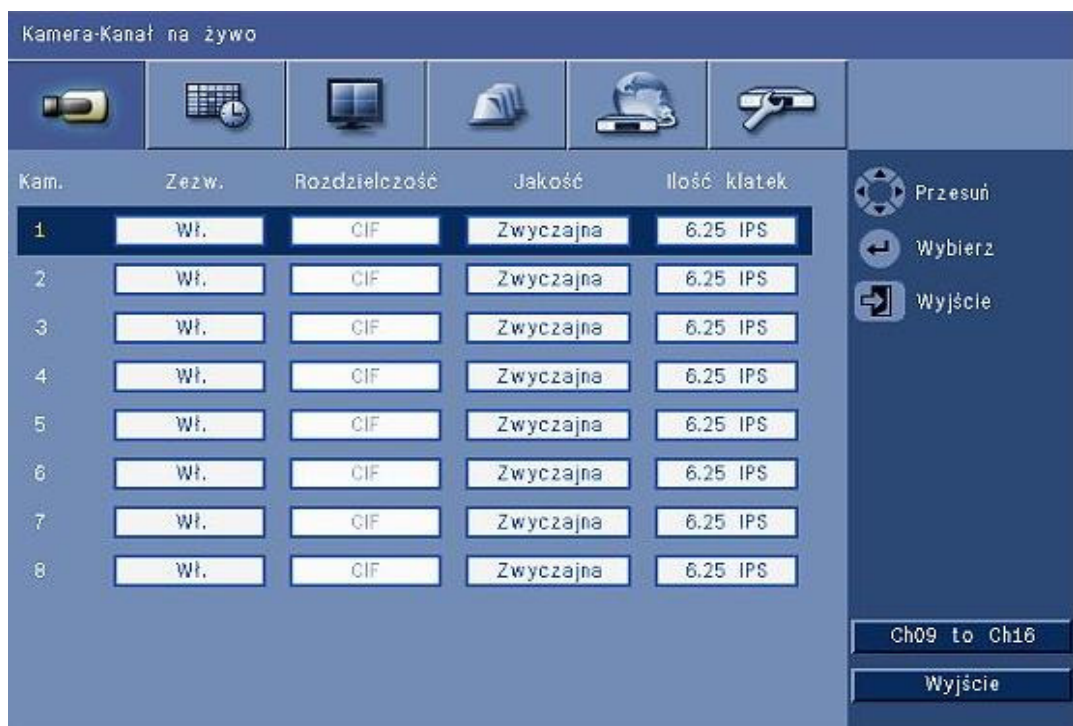 Kamera-Kanał na żywo
Kam. Zezw. Rozdzielczość Jakość Ilość klatek
1 Wł. CIF Zwyczajna 6.25 IPS
2 Wł. CIF Zwyczajna 6.25 IPS
3 Wł. CIF Zwyczajna 6.25 IPS
4 Wł. CIF Zwyczajna 6.25 IPS
5 Wł. CIF Zwyczajna 6.25 IPS
6 Wł. CIF Zwyczajna 6.25 IPS
7 Wł. CIF Zwyczajna 6.25 IPS
8 Wł. CIF Zwyczajna 6.25 IPS
Przesuń
Wybierz
Wyjście
Ch09 to Ch16
Wyjście